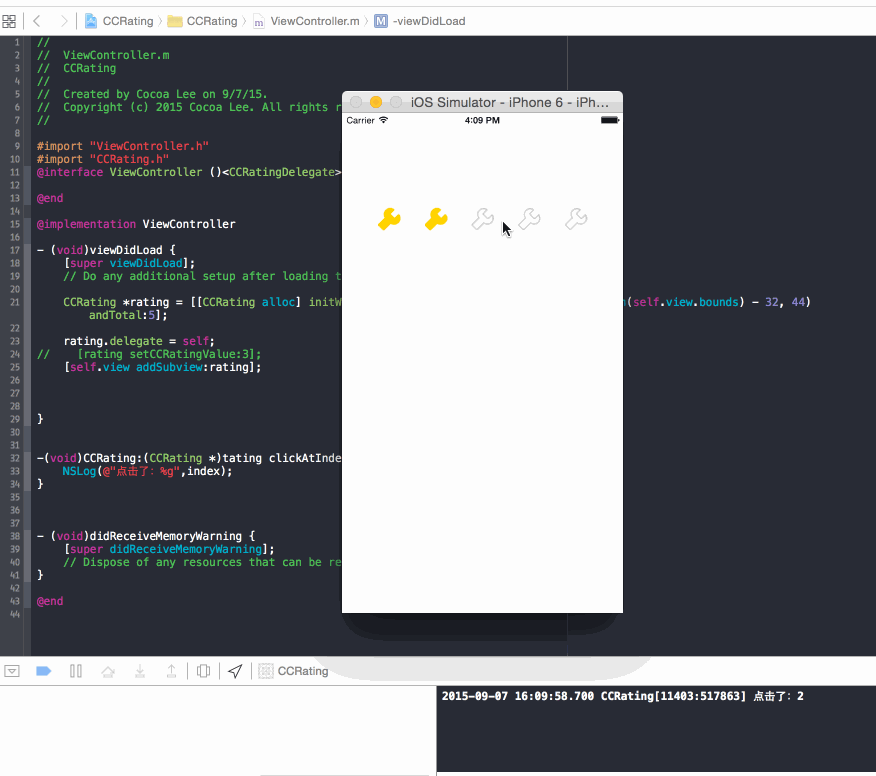 CCRating CCRating ViewController.m M -viewDidLoad
1 //
2 // ViewController.m
3 // CCRating
4 //
5 // Created by Cocoa Lee on 9/7/15.
6 // Copyright (c) 2015 Cocoa Lee. All rights r
7 //
8
9 #import "ViewController.h"
10 #import "CCRating.h"
11 @interface ViewController ()<CCRatingDelegate>
12
13 @end
14
15 @implementation ViewController
16
17 - (void)viewDidLoad {
18 [super viewDidLoad];
19 // Do any additional setup after loading t
20
21 CCRating *rating = [[CCRating alloc] initW (self.view.bounds) - 32, 44)
andTotal:5];
22
23 rating.delegate = self;
24 // [rating setCCRatingValue:3];
25 [self.view addSubview:rating];
26
27
28
29 }
30
31
32 -(void)CCRating:(CCRating *)tating clickAtInde
33 NSLog(@"点击了: %g",index);
34 }
35
36
37
38 - (void)didReceiveMemoryWarning {
39 [super didReceiveMemoryWarning];
40 // Dispose of any resources that can be re
41 }
42
43 @end
44
iOS Simulator - iPhone 6 - iPh...
Carrier 4:09 PM
CCRating
2015-09-07 16:09:58.700 CCRating[11403:517863] 点击了: 2